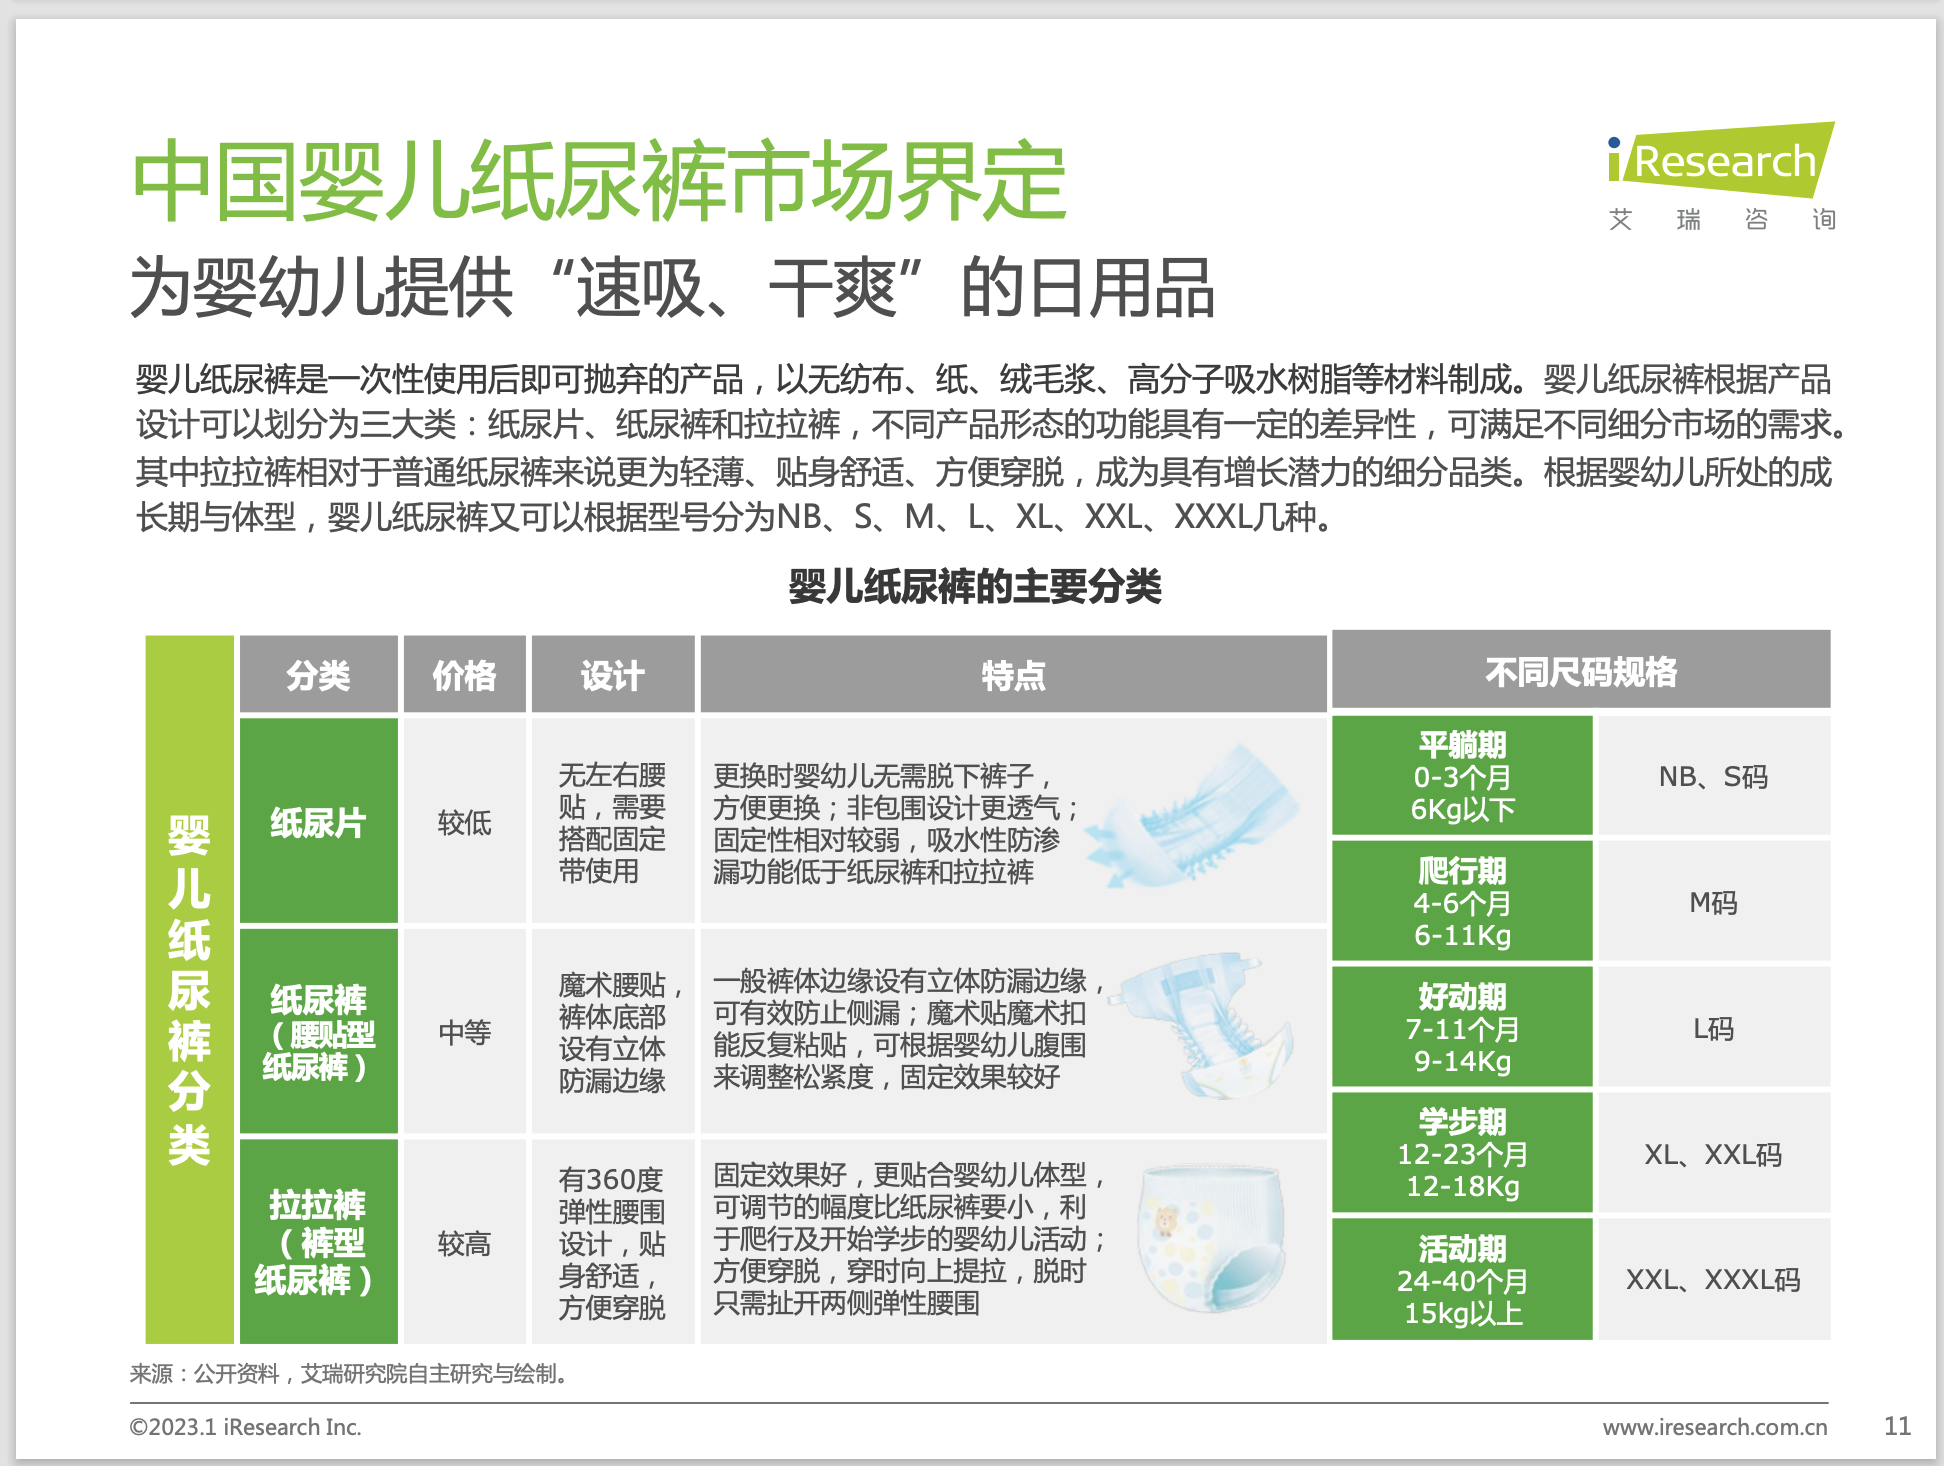 中国婴儿纸尿裤市场界定
iResearch
艾瑞咨询
为婴幼儿提供“速吸、干爽”的日用品
婴儿纸尿裤是一次性使用后即可抛弃的产品，以无纺布、纸、绒毛浆、高分子吸水树脂等材料制成。婴儿纸尿裤根据产品
设计可以划分为三大类：纸尿片、纸尿裤和拉拉裤，不同产品形态的功能具有一定的差异性，可满足不同细分市场的需求。
其中拉拉裤相对于普通纸尿裤来说更为轻薄、贴身舒适、方便穿脱，成为具有增长潜力的细分品类。根据婴幼儿所处的成
长期与体型，婴儿纸尿裤又可以根据型号分为NB、S、M、L、XL、XXL、XXXL几种。
婴儿纸尿裤的主要分类
婴儿纸尿裤分类
分类
价格
设计
特点
纸尿片
较低
无左右腰
贴，需要
搭配固定
带使用
更换时婴幼儿无需脱下裤子，
方便更换；非包围设计更透气；
固定性相对较弱，吸水性防渗
漏功能低于纸尿裤和拉拉裤
纸尿裤
（腰贴型
纸尿裤）
中等
魔术腰贴，
裤体底部
设有立体
防漏边缘
一般裤体边缘设有立体防漏边缘，
可有效防止侧漏；魔术贴魔术扣
能反复粘贴，可根据婴幼儿腹围
来调整松紧度，固定效果较好
拉拉裤
（裤型
纸尿裤）
较高
有360度
弹性腰围
设计，贴
身舒适，
方便穿脱
固定效果好，更贴合婴幼儿体型，
可调节的幅度比纸尿裤要小，利
于爬行及开始学步的婴幼儿活动；
方便穿脱，穿时向上提拉，脱时
只需扯开两侧弹性腰围
不同尺码规格
平躺期
0-3个月
6Kg以下
NB、S码
爬行期
4-6个月
6-11Kg
M码
好动期
7-11个月
9-14Kg
L码
学步期
12-23个月
12-18Kg
XL、XXL码
活动期
24-40个月
15kg以上
XXL、XXXL码
来源：公开资料，艾瑞研究院自主研究与绘制。
©2023.1 iResearch Inc.
www.iresearch.com.cn
11